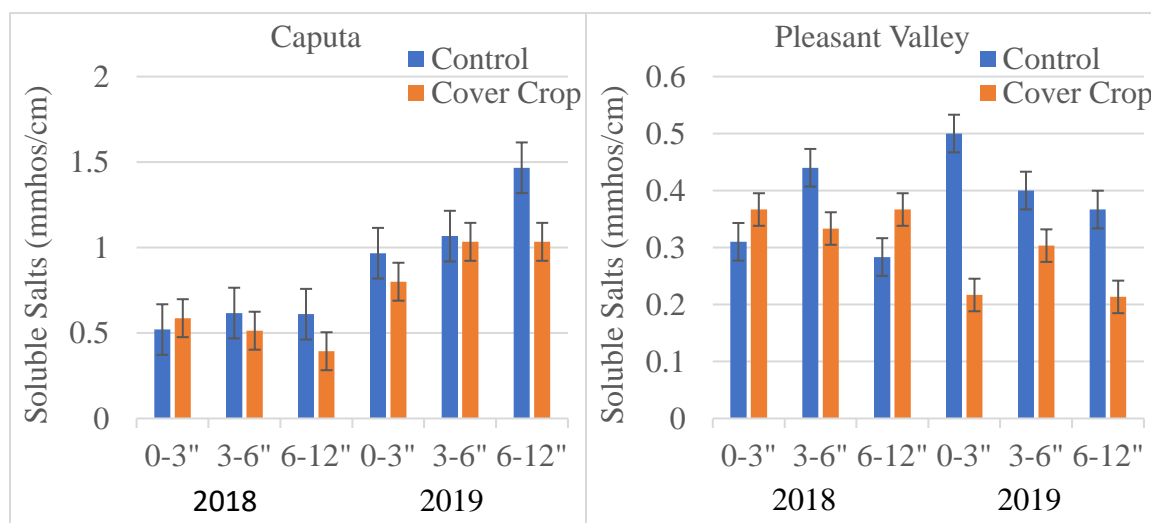 Caputa
Control
Cover Crop
Soluble Salts (mmhos/cm)
2
1.5
1
0.5
0
0-3" 3-6" 6-12" 0-3" 3-6" 6-12"
2018 2019
Pleasant Valley
Control
Cover Crop
Soluble Salts (mmhos/cm)
0.6
0.5
0.4
0.3
0.2
0.1
0
0-3" 3-6" 6-12" 0-3" 3-6" 6-12"
2018 2019